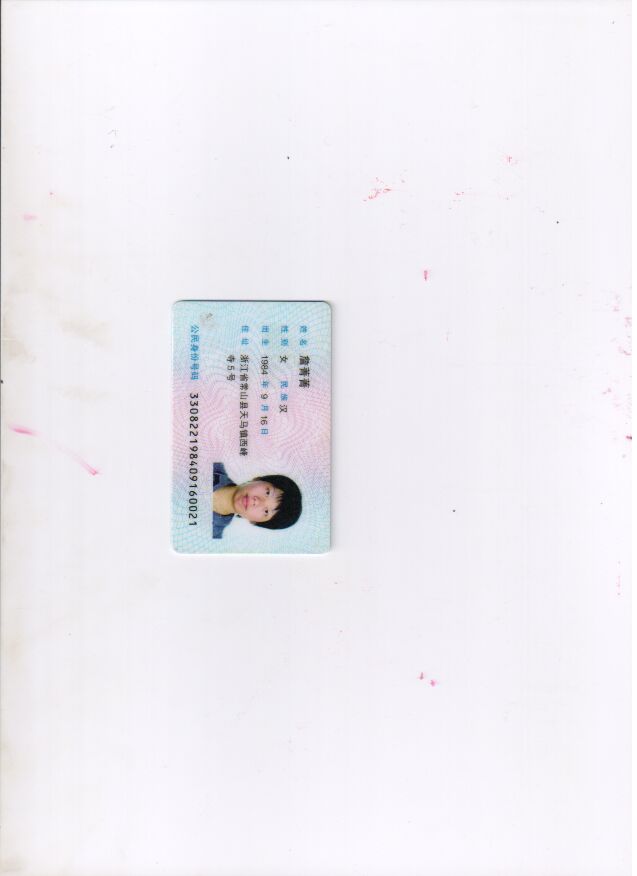 姓名 詹菁菁
性别 女 民族 汉
出生 1984 年 9 月 16 日
住址 浙江省常山县天马镇西峰
寺5号
公民身份号码 330822198409160021